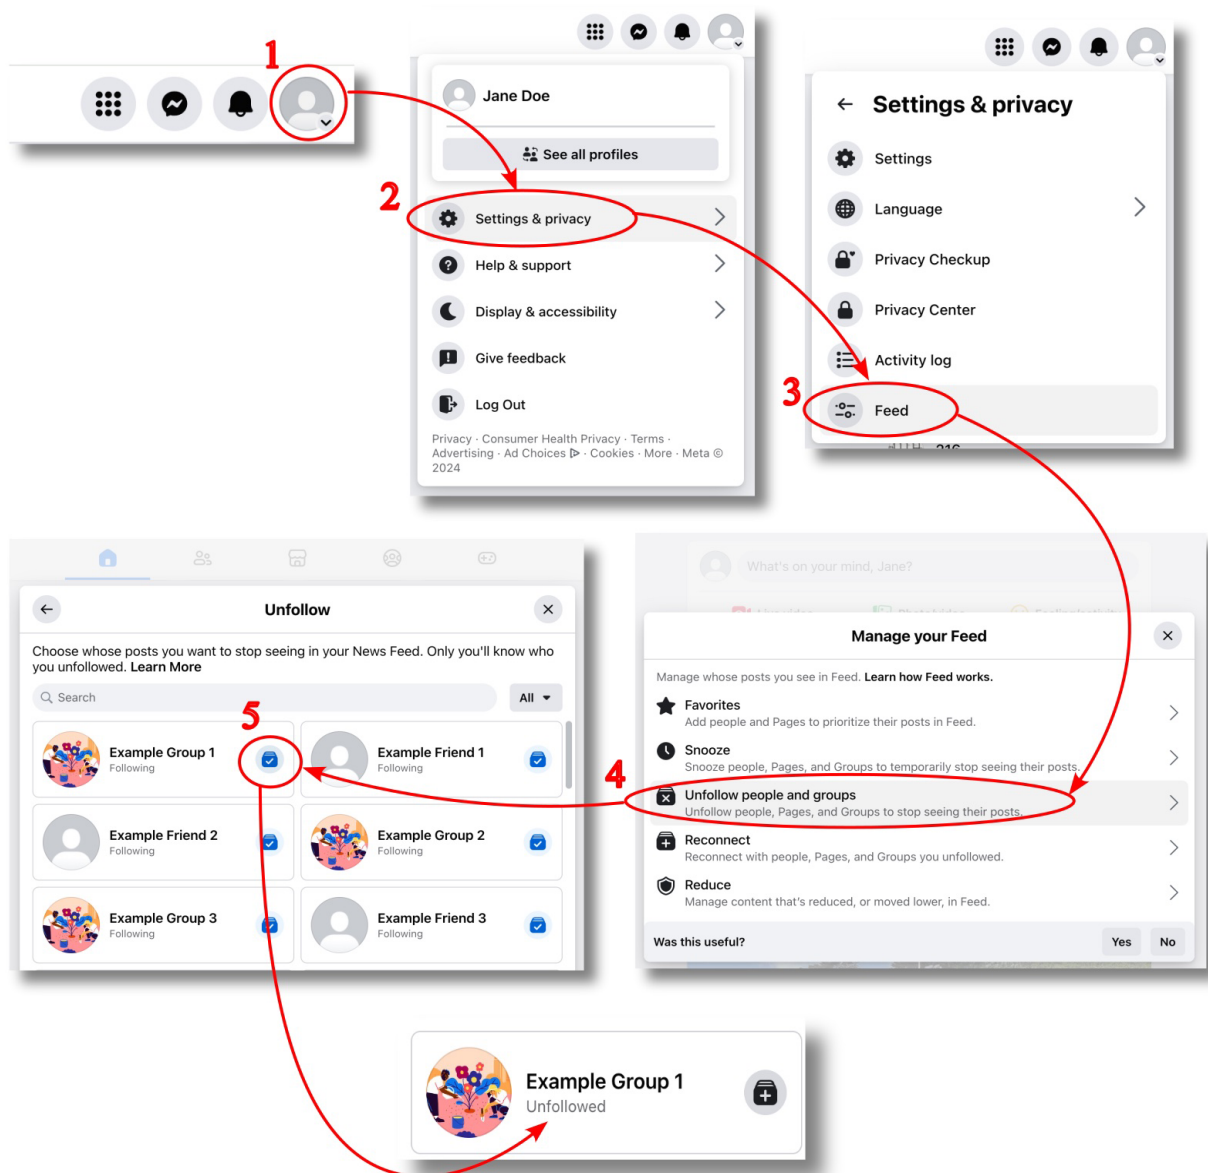 1
2
Jane Doe
See all profiles
Settings & privacy
Help & support
Display & accessibility
Give feedback
Log Out
Privacy · Consumer Health Privacy · Terms ·
Advertising · Ad Choices · Cookies · More · Meta ©
2024
3
Settings & privacy
Settings
Language
Privacy Checkup
Privacy Center
Activity log
Feed
What's on your mind, Jane?
Live video
Photo/video
Feeling/activity
4
Manage your Feed
Manage whose posts you see in Feed. Learn how Feed works.
Favorites
Add people and Pages to prioritize their posts in Feed.
Snooze
Snooze people, Pages, and Groups to temporarily stop seeing their posts.
Unfollow people and groups
Unfollow people, Pages, and Groups to stop seeing their posts.
Reconnect
Reconnect with people, Pages, and Groups you unfollowed.
Reduce
Manage content that's reduced, or moved lower, in Feed.
Was this useful?
Yes
No
Unfollow
Choose whose posts you want to stop seeing in your News Feed. Only you'll know who
you unfollowed. Learn More
Search
All
5
Example Group 1
Following
Example Friend 1
Following
Example Friend 2
Following
Example Group 2
Following
Example Group 3
Following
Example Friend 3
Following
Example Group 1
Unfollowed